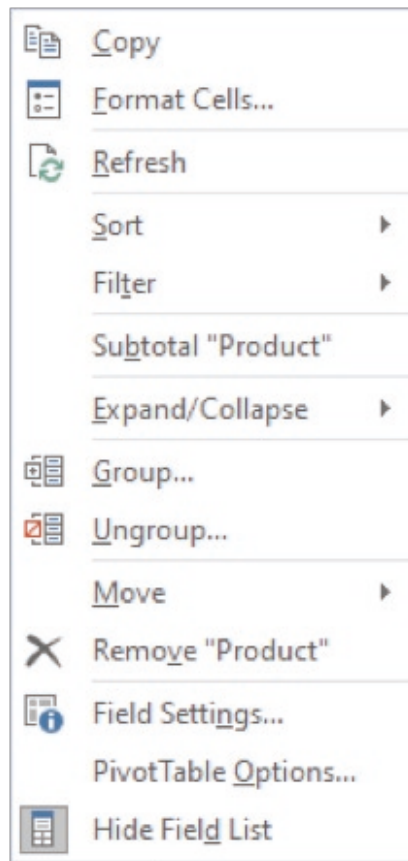 Copy
Format Cells...
Refresh
Sort
Filter
Subtotal "Product"
Expand/Collapse
Group...
Ungroup...
Move
Remove "Product"
Field Settings...
PivotTable Options...
Hide Field List